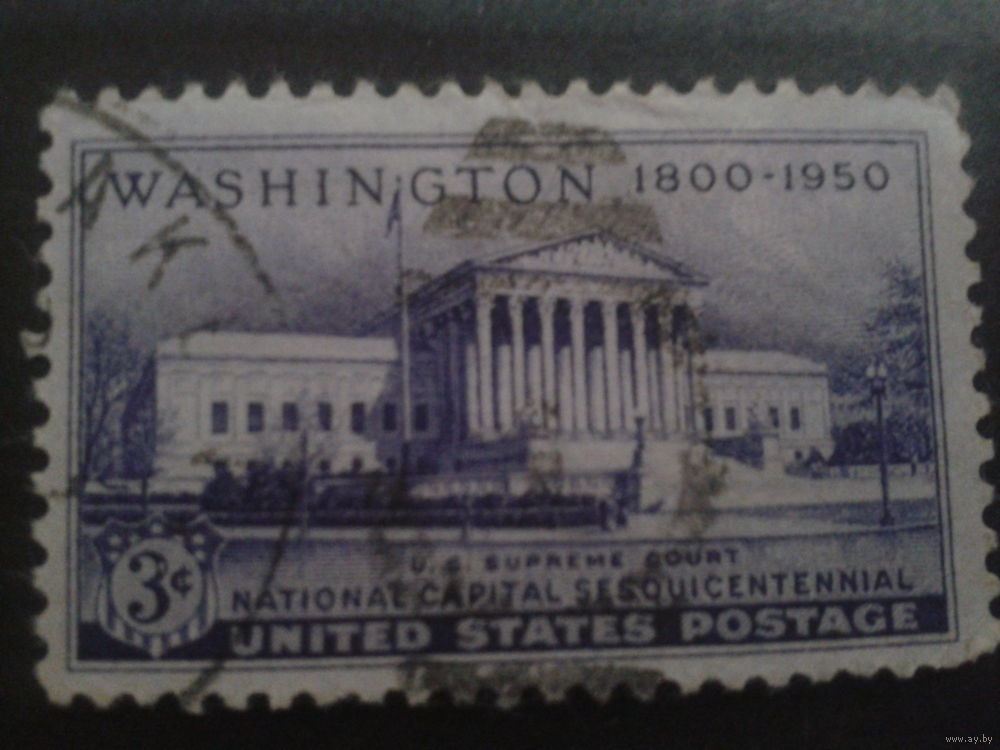 WASHINGTON 1800-1950
U.S. SUPREME COURT
3¢ NATIONAL CAPITAL SESQUICENTENNIAL
UNITED STATES POSTAGE
www.ay.by